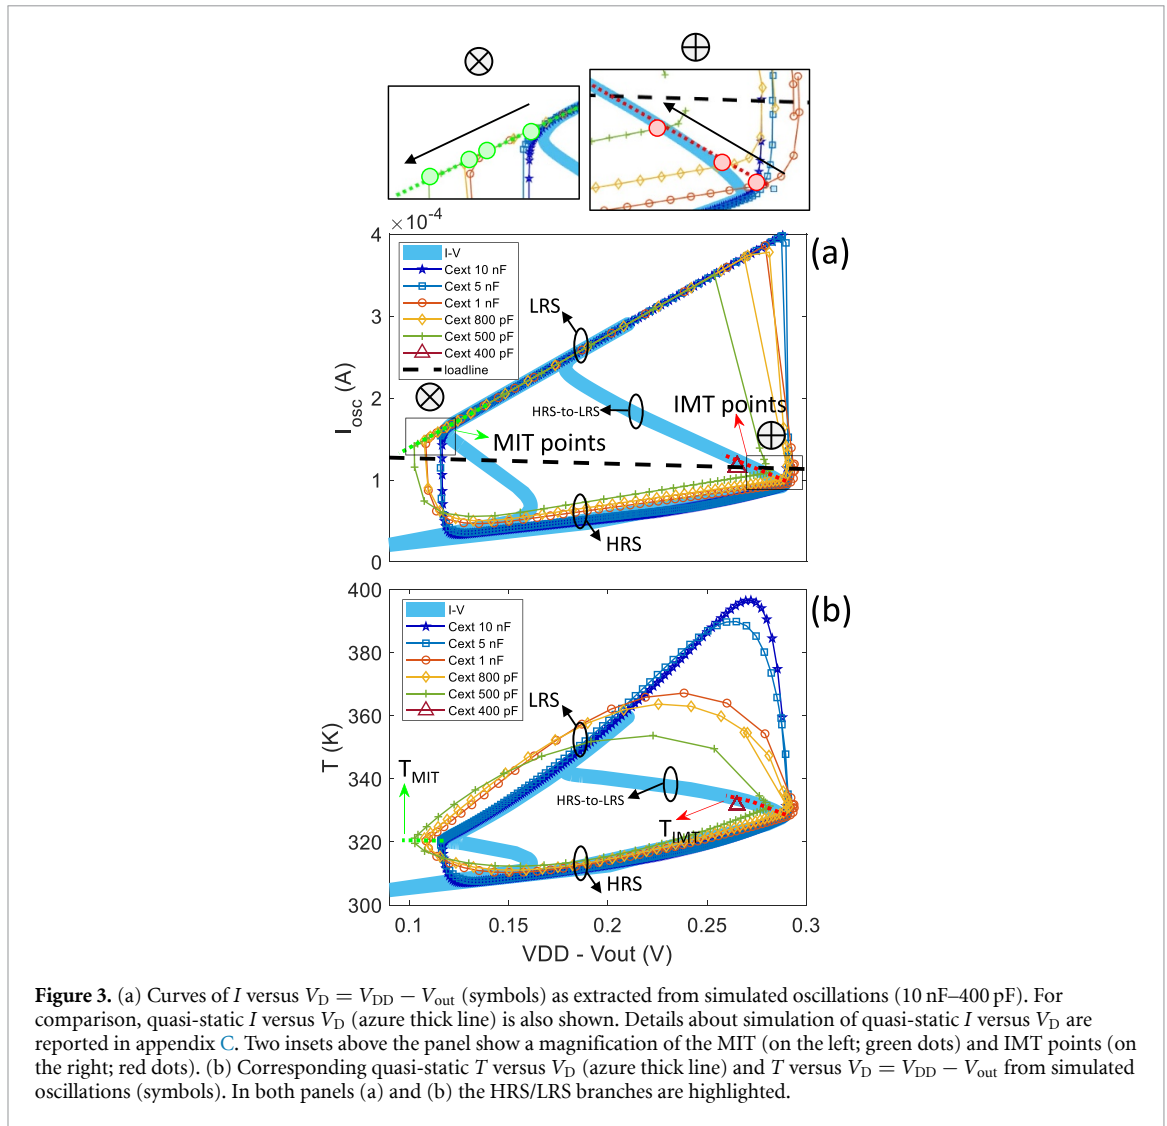 ×10⁻⁴
(a)
4
3
2
1
0
I_osc (A)
I-V
Cext 10 nF
Cext 5 nF
Cext 1 nF
Cext 800 pF
Cext 500 pF
Cext 400 pF
loadline
LRS
HRS-to-LRS
IMT points
MIT points
HRS
(b)
400
380
360
340
320
300
T (K)
I-V
Cext 10 nF
Cext 5 nF
Cext 1 nF
Cext 800 pF
Cext 500 pF
Cext 400 pF
LRS
T_MIT
HRS-to-LRS
T_IMT
HRS
0.1 0.15 0.2 0.25 0.3
VDD - Vout (V)
Figure 3. (a) Curves of I versus V_D = V_DD − V_out (symbols) as extracted from simulated oscillations (10 nF–400 pF). For
comparison, quasi-static I versus V_D (azure thick line) is also shown. Details about simulation of quasi-static I versus V_D are
reported in appendix C. Two insets above the panel show a magnification of the MIT (on the left; green dots) and IMT points (on
the right; red dots). (b) Corresponding quasi-static T versus V_D (azure thick line) and T versus V_D = V_DD − V_out from simulated
oscillations (symbols). In both panels (a) and (b) the HRS/LRS branches are highlighted.